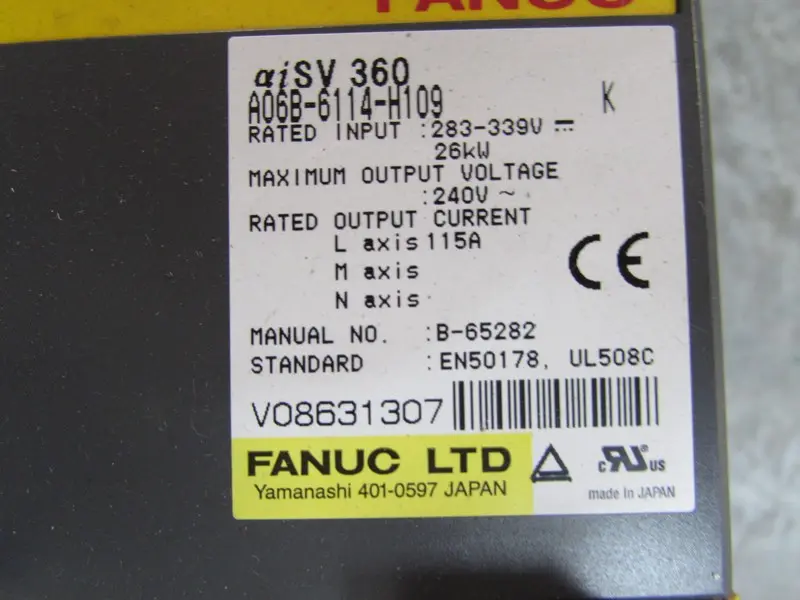 FANUC
αiSV 360
A06B-6114-H109 K
RATED INPUT :283-339V ⎓
26kW
MAXIMUM OUTPUT VOLTAGE
:240V ~
RATED OUTPUT CURRENT
L axis 115A
M axis
N axis
MANUAL NO. :B-65282
STANDARD :EN50178, UL508C
CE
V08631307
FANUC LTD
Yamanashi 401-0597 JAPAN
c RU us
made in JAPAN